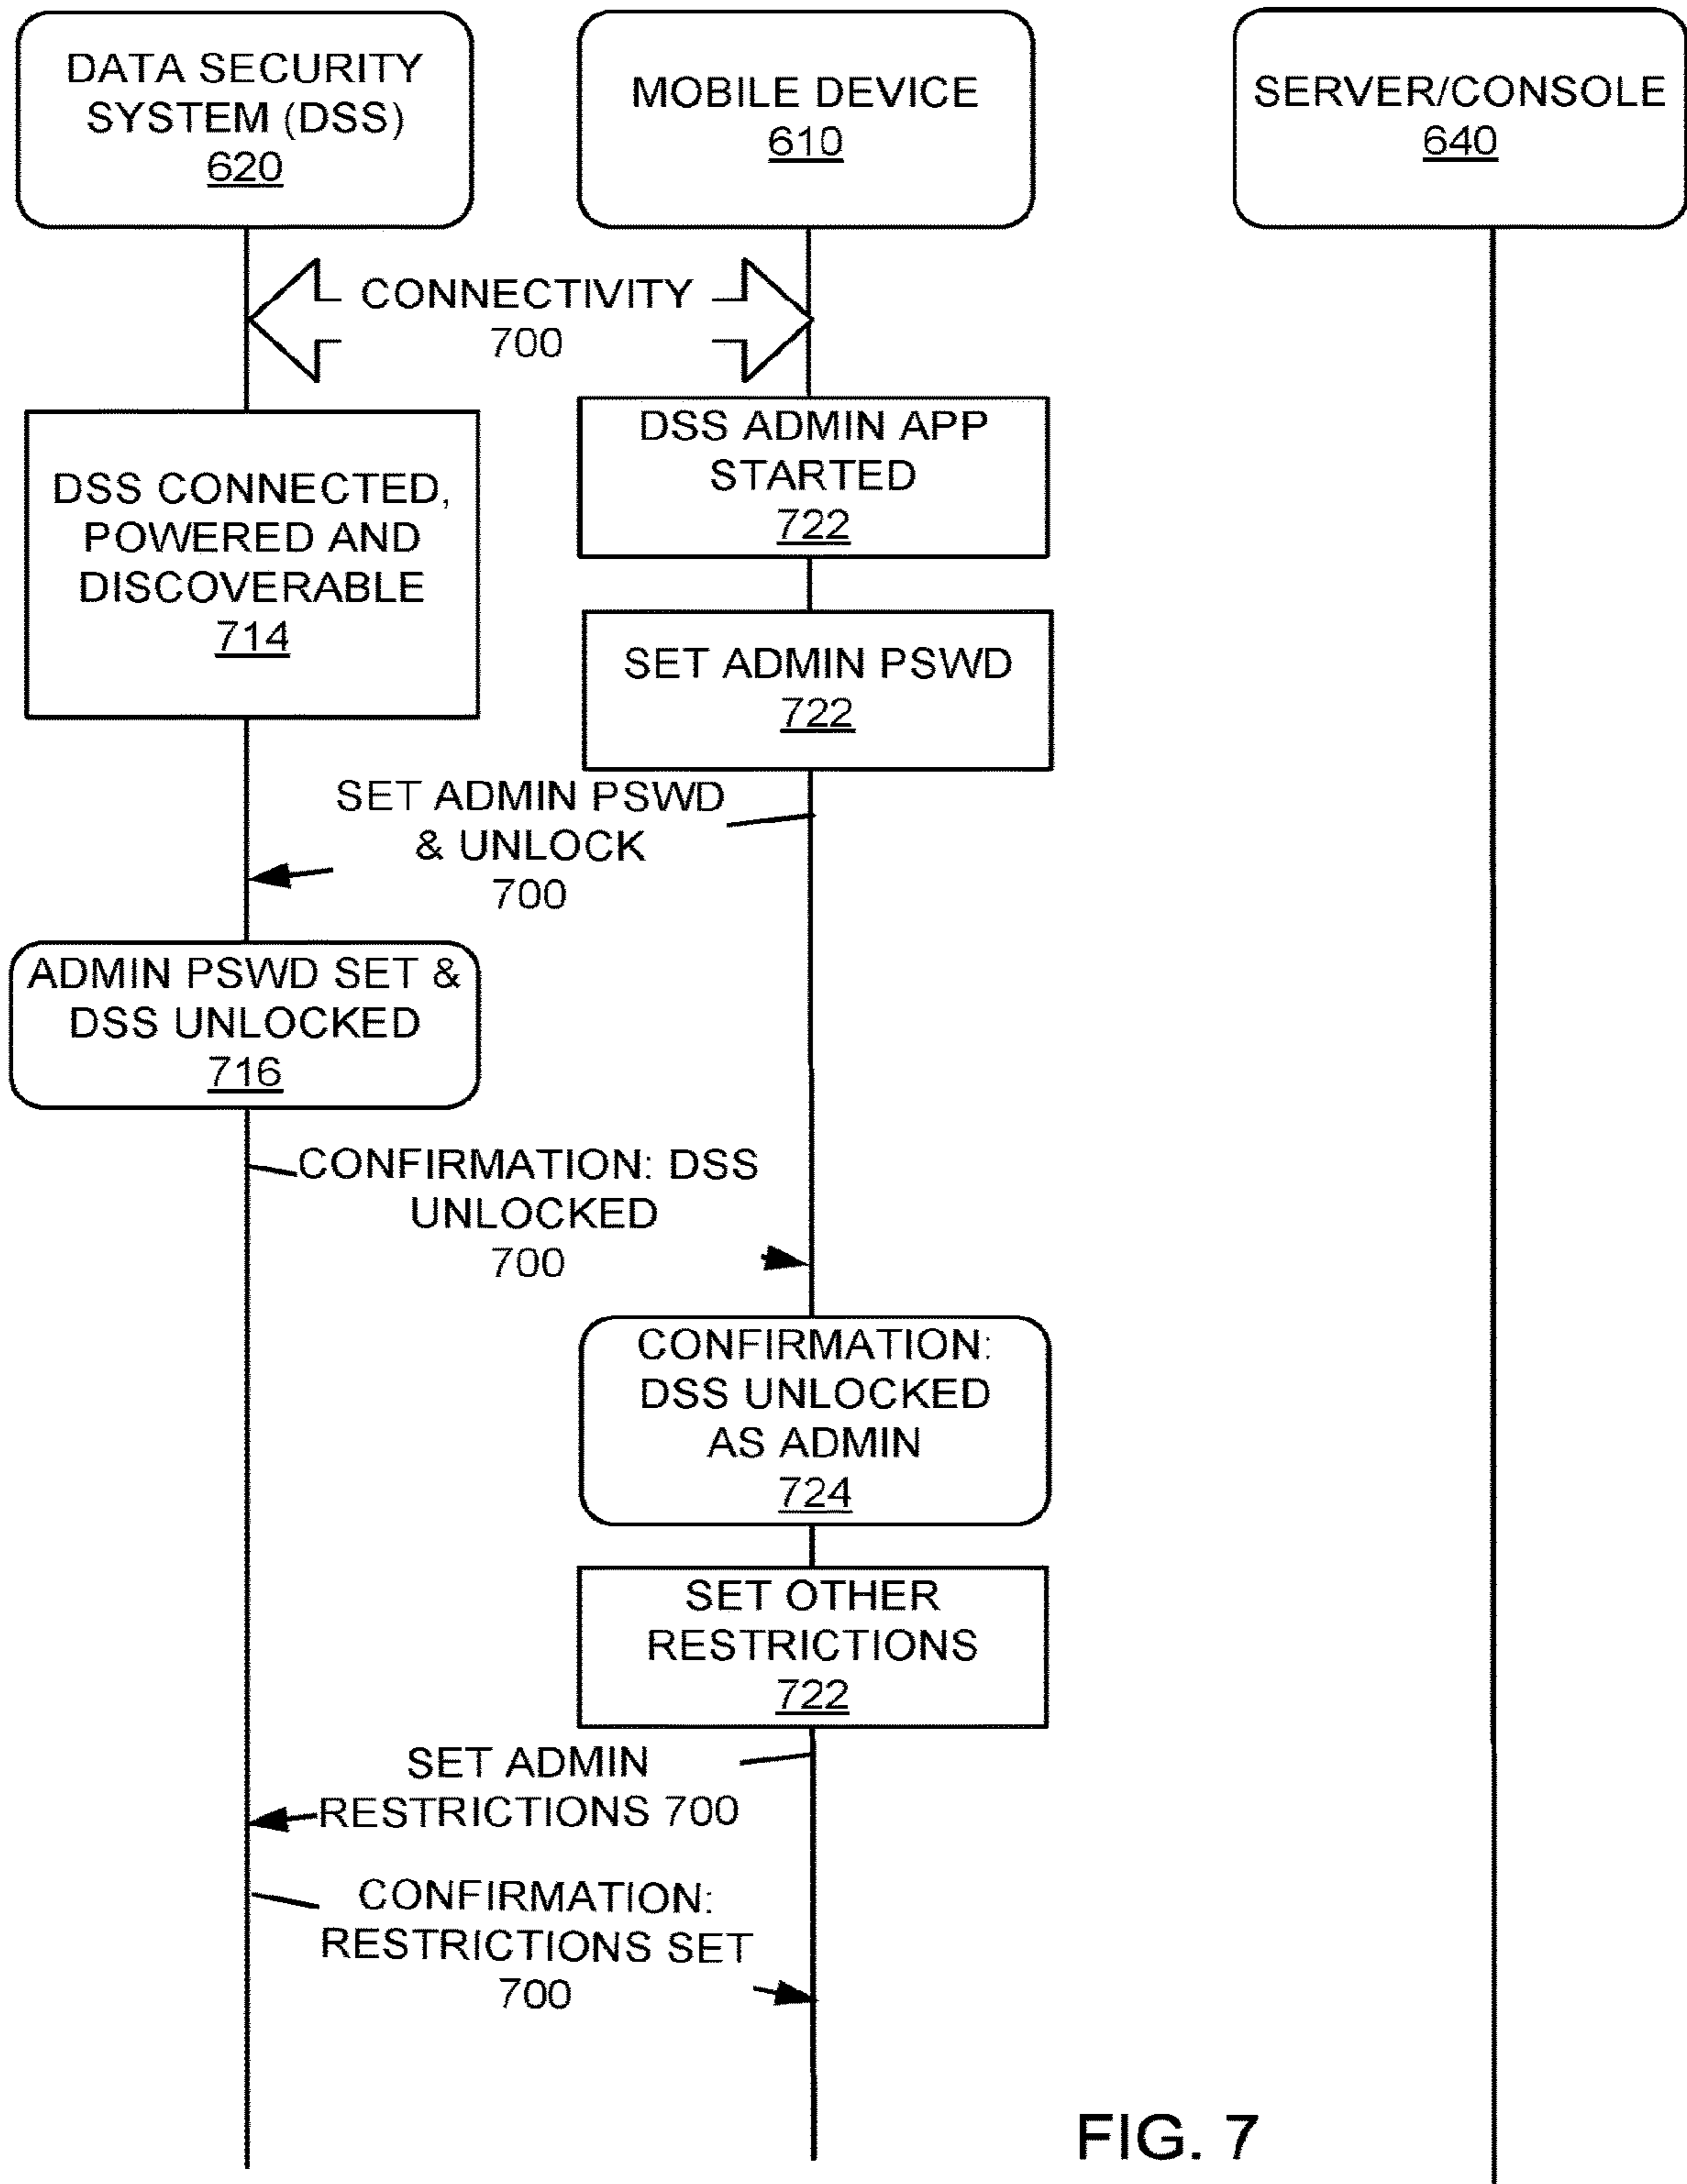 DATA SECURITY
SYSTEM (DSS)
620
MOBILE DEVICE
610
SERVER/CONSOLE
640
CONNECTIVITY
700
DSS CONNECTED,
POWERED AND
DISCOVERABLE
714
DSS ADMIN APP
STARTED
722
SET ADMIN PSWD
722
SET ADMIN PSWD
& UNLOCK
700
ADMIN PSWD SET &
DSS UNLOCKED
716
CONFIRMATION: DSS
UNLOCKED
700
CONFIRMATION:
DSS UNLOCKED
AS ADMIN
724
SET OTHER
RESTRICTIONS
722
SET ADMIN
RESTRICTIONS 700
CONFIRMATION:
RESTRICTIONS SET
700
FIG. 7